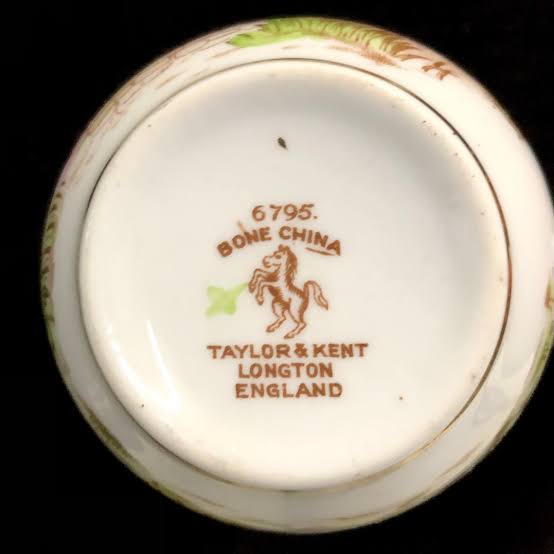 6795.
BONE CHINA
TAYLOR & KENT
LONGTON
ENGLAND